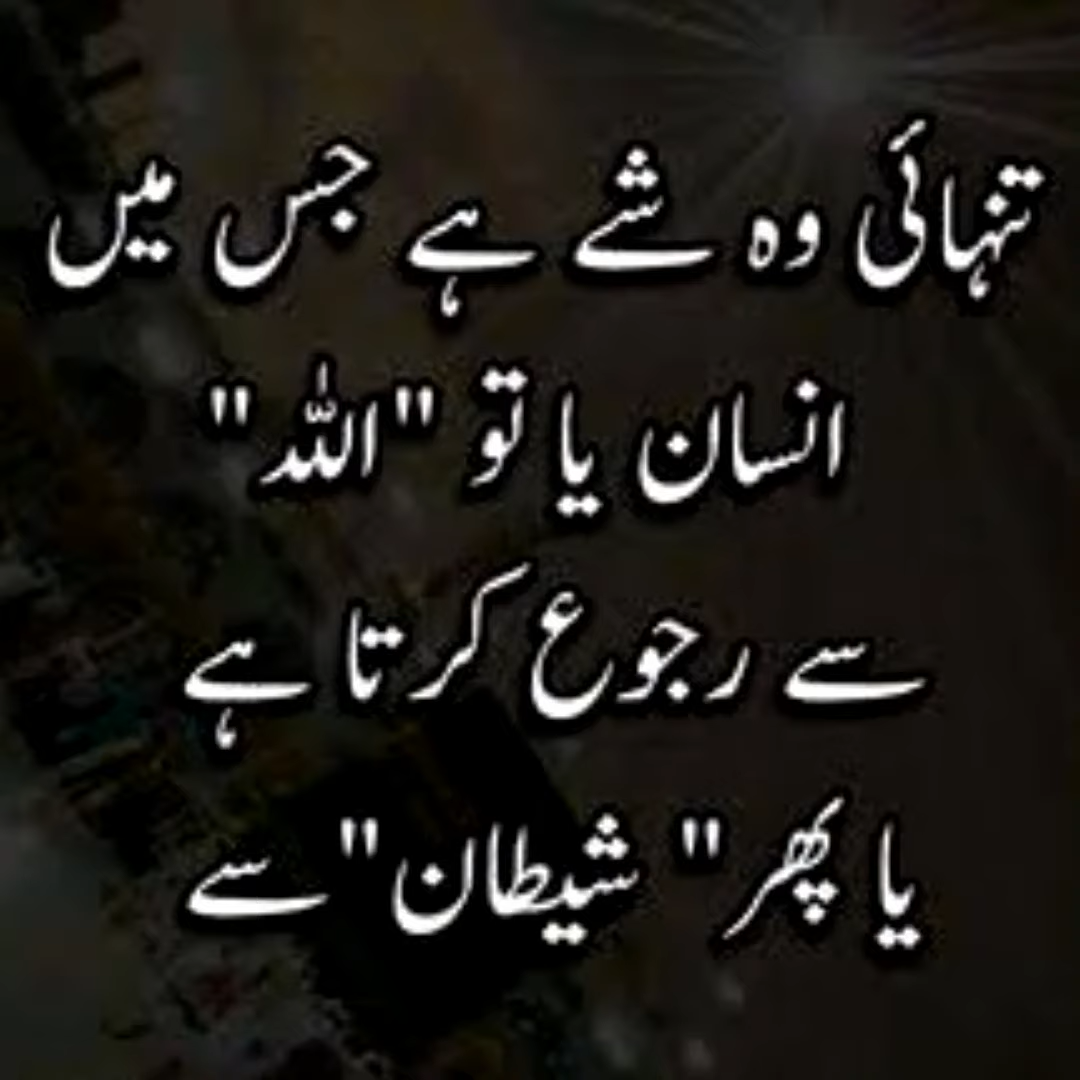 تنہائی وہ شے ہے جس میں
انسان یا تو "اللہ"
سے رجوع کرتا ہے
یا پھر "شیطان" سے